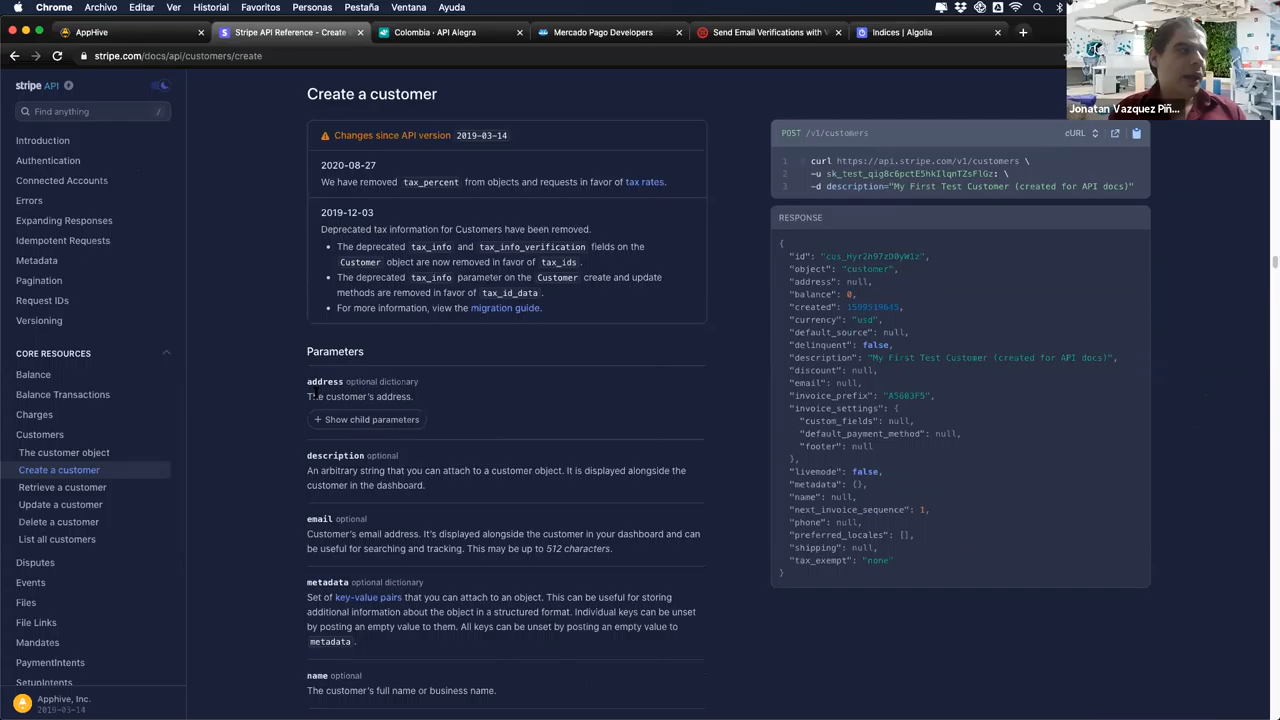 Chrome Archivo Editar Ver Historial Favoritos Personas Pestaña Ventana Ayuda
AppHive
Stripe API Reference - Create
Colombia · API Alegra
Mercado Pago Developers
Send Email Verifications with
Indices | Algolia
stripe.com/docs/api/customers/create
Jonatan Vazquez Piñ...
stripe API
Find anything /
Introduction
Authentication
Connected Accounts
Errors
Expanding Responses
Idempotent Requests
Metadata
Pagination
Request IDs
Versioning
CORE RESOURCES
Balance
Balance Transactions
Charges
Customers
The customer object
Create a customer
Retrieve a customer
Update a customer
Delete a customer
List all customers
Disputes
Events
Files
File Links
Mandates
PaymentIntents
SetupIntents
Apphive, Inc.
2019-03-14
Create a customer
Changes since API version 2019-03-14
2020-08-27
We have removed tax_percent from objects and requests in favor of tax rates.
2019-12-03
Deprecated tax information for Customers have been removed.
• The deprecated tax_info and tax_info_verification fields on the
Customer object are now removed in favor of tax_ids.
• The deprecated tax_info parameter on the Customer create and update
methods are removed in favor of tax_id_data.
• For more information, view the migration guide.
Parameters
address optional dictionary
The customer's address.
+ Show child parameters
description optional
An arbitrary string that you can attach to a customer object. It is displayed alongside the
customer in the dashboard.
email optional
Customer's email address. It's displayed alongside the customer in your dashboard and can
be useful for searching and tracking. This may be up to 512 characters.
metadata optional dictionary
Set of key-value pairs that you can attach to an object. This can be useful for storing
additional information about the object in a structured format. Individual keys can be unset
by posting an empty value to them. All keys can be unset by posting an empty value to
metadata.
name optional
The customer's full name or business name.
POST /v1/customers cURL
1 curl https://api.stripe.com/v1/customers \
2 -u sk_test_qig8c6pctE5hkIlqnTZsFlGz: \
3 -d description="My First Test Customer (created for API docs)"
RESPONSE
{
"id": "cus_Hyr2h97zD0yW1z",
"object": "customer",
"address": null,
"balance": 0,
"created": 1599519645,
"currency": "usd",
"default_source": null,
"delinquent": false,
"description": "My First Test Customer (created for API docs)",
"discount": null,
"email": null,
"invoice_prefix": "A5603F5",
"invoice_settings": {
"custom_fields": null,
"default_payment_method": null,
"footer": null
},
"livemode": false,
"metadata": {},
"name": null,
"next_invoice_sequence": 1,
"phone": null,
"preferred_locales": [],
"shipping": null,
"tax_exempt": "none"
}